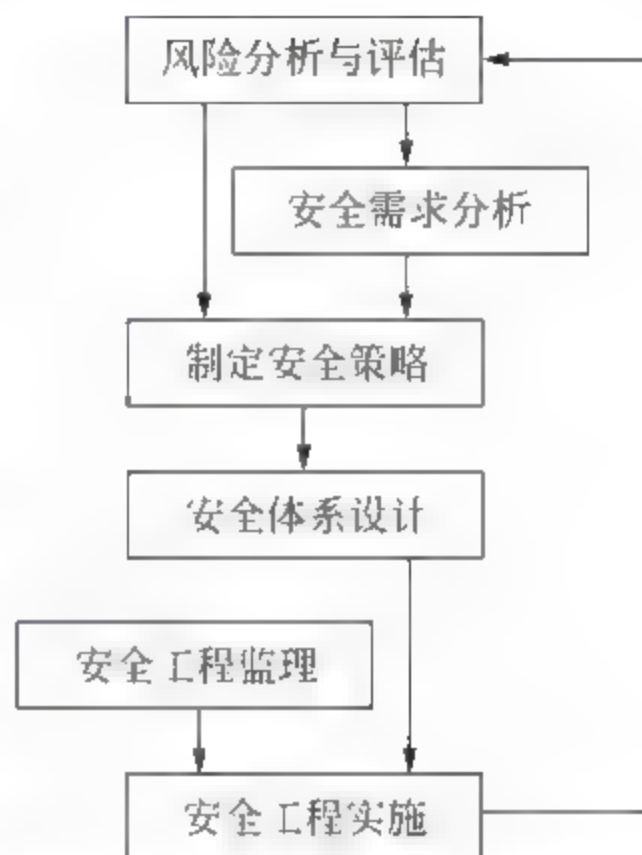 风险分析与评估
安全需求分析
制定安全策略
安全体系设计
安全工程监理
安全工程实施